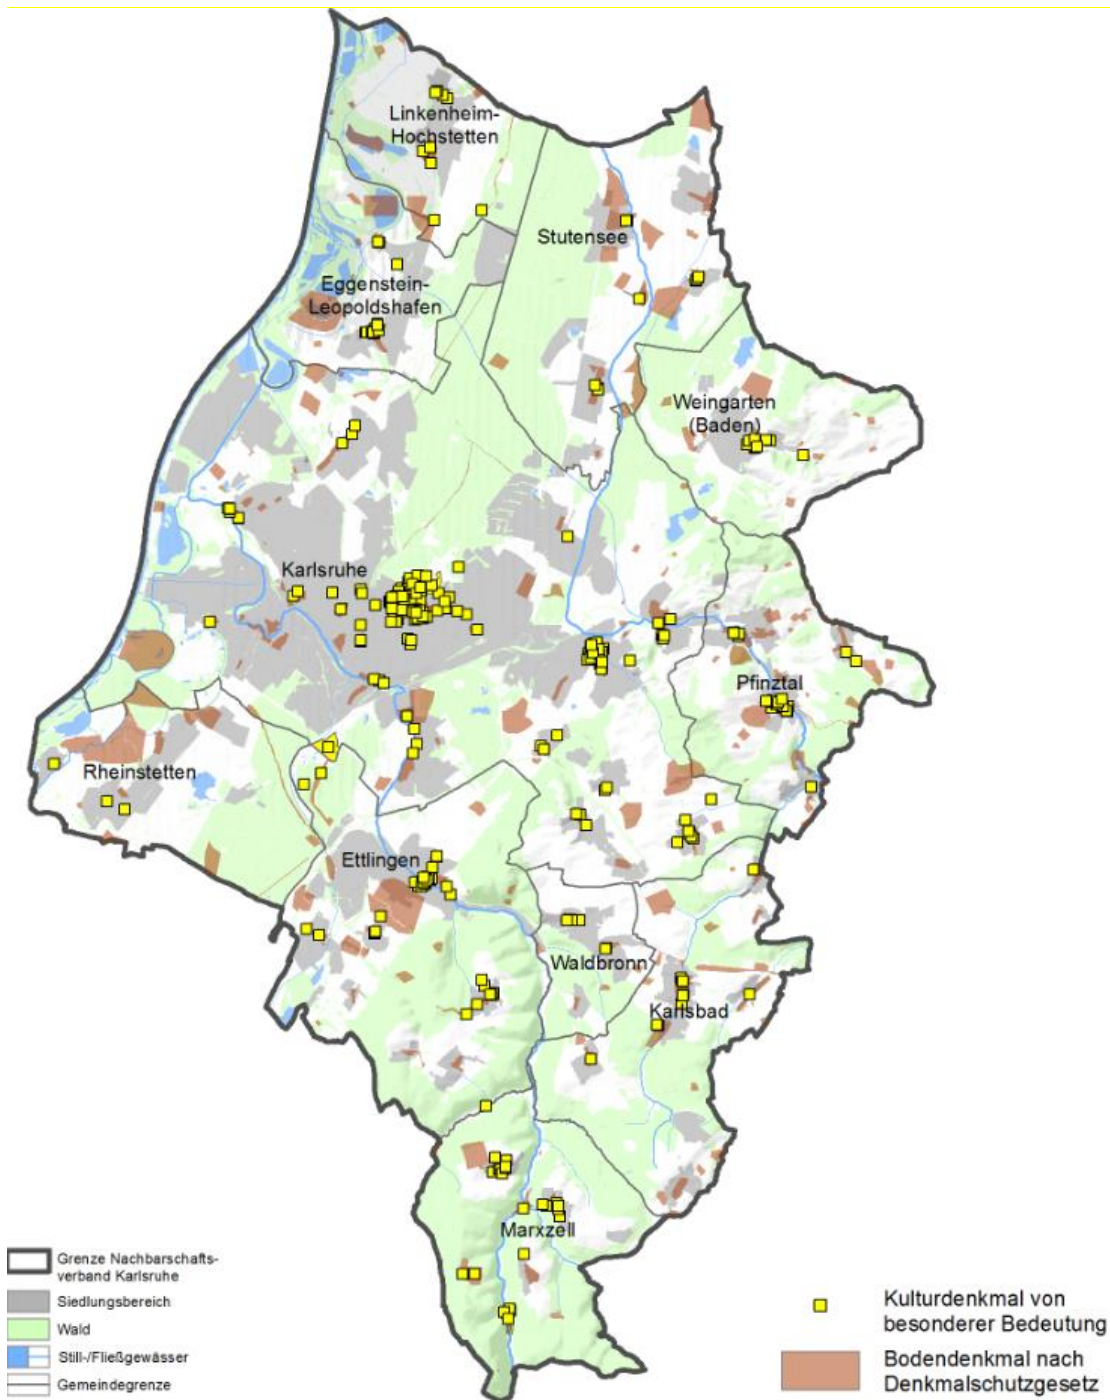 Linkenheim-
Hochstetten
Stutensee
Eggenstein-
Leopoldshafen
Weingarten
(Baden)
Karlsruhe
Pfinztal
Rheinstetten
Ettlingen
Waldbronn
Karlsbad
Marxzell
Grenze Nachbarschafts-
verband Karlsruhe
Siedlungsbereich
Wald
Still-/Fließgewässer
Gemeindegrenze
Kulturdenkmal von
besonderer Bedeutung
Bodendenkmal nach
Denkmalschutzgesetz